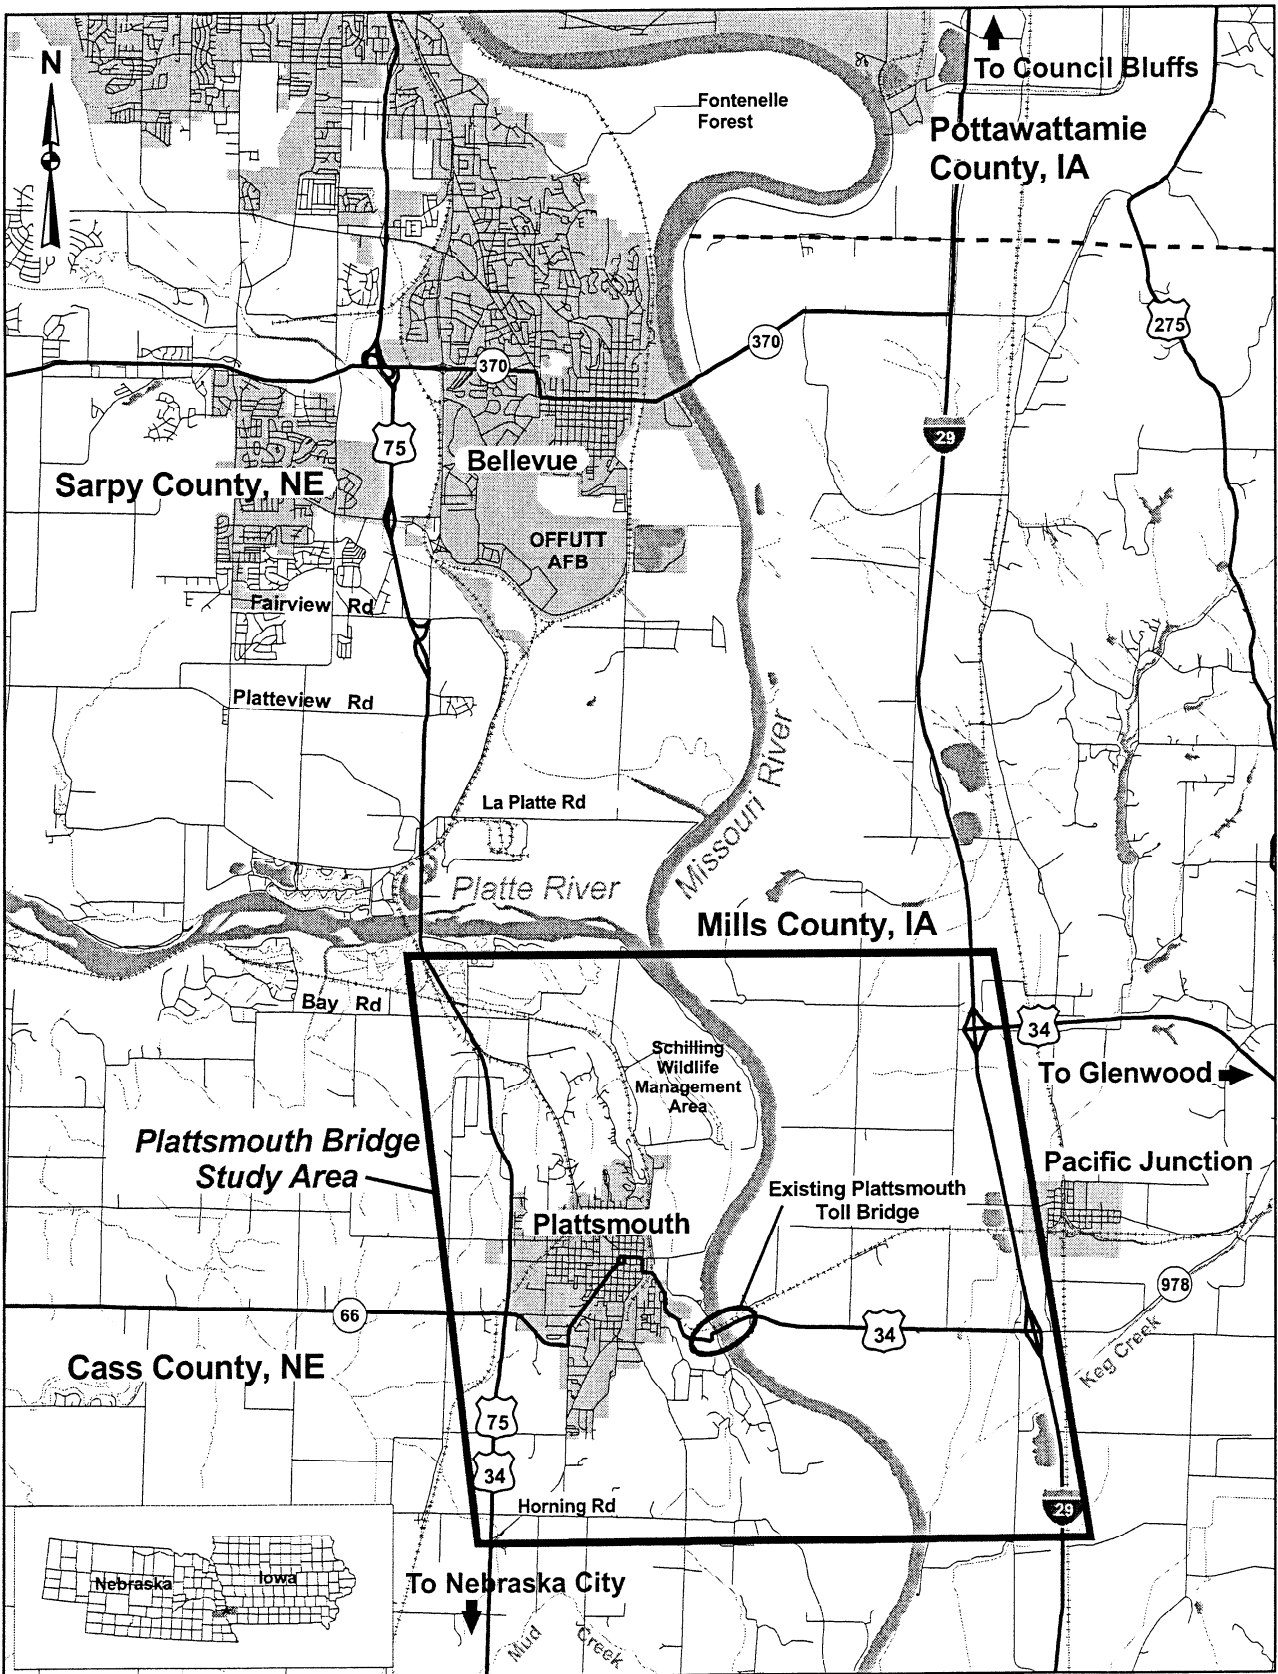 N
To Council Bluffs
Fontenelle
Forest
Pottawattamie
County, IA
275
370
370
29
75
Bellevue
Sarpy County, NE
OFFUTT
AFB
Fairview Rd
Platteview Rd
Missouri River
La Platte Rd
Platte River
Mills County, IA
Bay Rd
34
Schilling
Wildlife
Management
Area
To Glenwood
Plattsmouth Bridge
Study Area
Pacific Junction
Existing Plattsmouth
Toll Bridge
Plattsmouth
978
66
34
Keg Creek
Cass County, NE
75
34
Horning Rd
29
Nebraska
Iowa
To Nebraska City
Mud Creek